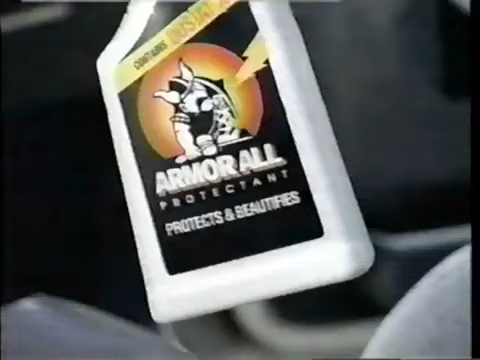 CONTAINS
ARMOR ALL
PROTECTANT
PROTECTS & BEAUTIFIES